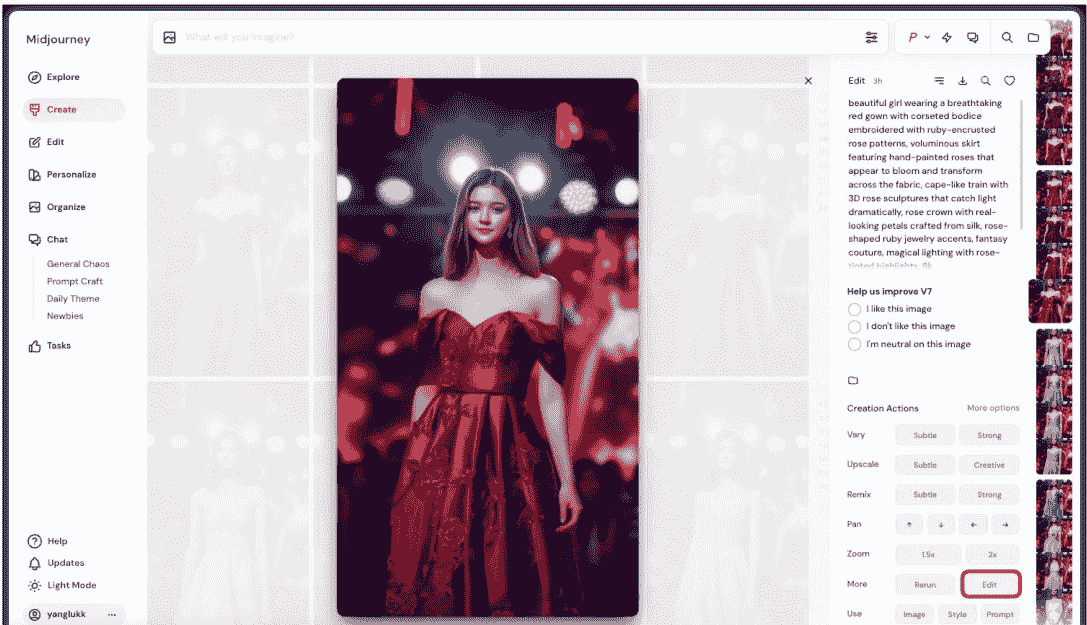 Midjourney
What will you imagine?
P
Explore
Create
Edit
Personalize
Organize
Chat
General Chaos
Prompt Craft
Daily Theme
Newbies
Tasks
Help
Updates
Light Mode
yanglukk ...
Edit 3h
beautiful girl wearing a breathtaking
red gown with corseted bodice
embroidered with ruby-encrusted
rose patterns, voluminous skirt
featuring hand-painted roses that
appear to bloom and transform
across the fabric, cape-like train with
3D rose sculptures that catch light
dramatically, rose crown with real-
looking petals crafted from silk, rose-
shaped ruby jewelry accents, fantasy
couture, magical lighting with rose-
tinted highlights, 8k
Help us improve V7
I like this image
I don't like this image
I'm neutral on this image
Creation Actions More options
Vary Subtle Strong
Upscale Subtle Creative
Remix Subtle Strong
Pan ↑ ↓ ← →
Zoom 1.5x 2x
More Rerun Edit
Use Image Style Prompt